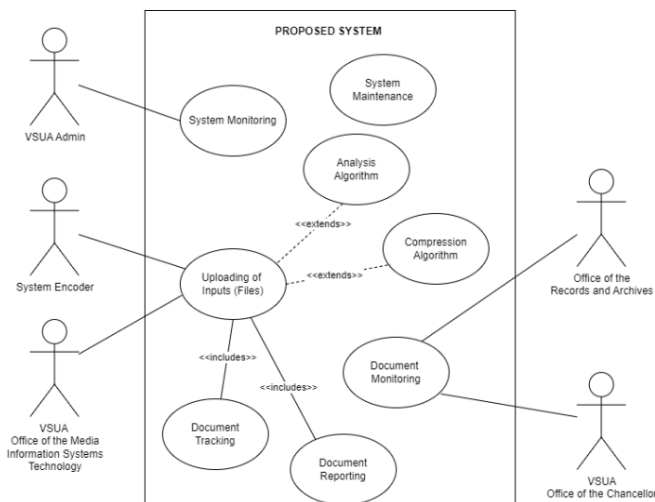 PROPOSED SYSTEM
VSUA Admin
System Monitoring
System
Maintenance
Analysis
Algorithm
<<extends>>
System Encoder
Uploading of
Inputs (Files)
<<extends>>
Compression
Algorithm
Office of the
Records and Archives
<<includes>>
<<includes>>
Document
Monitoring
VSUA
Office of the Media
Information Systems
Technology
Document
Tracking
Document
Reporting
VSUA
Office of the Chancellor